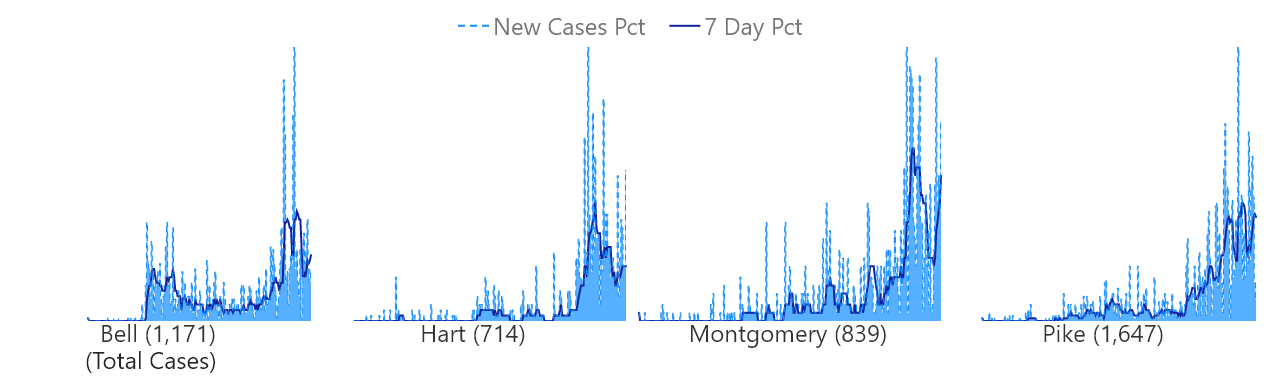 New Cases Pct 7 Day Pct
Bell (1,171) Hart (714) Montgomery (839) Pike (1,647)
(Total Cases)